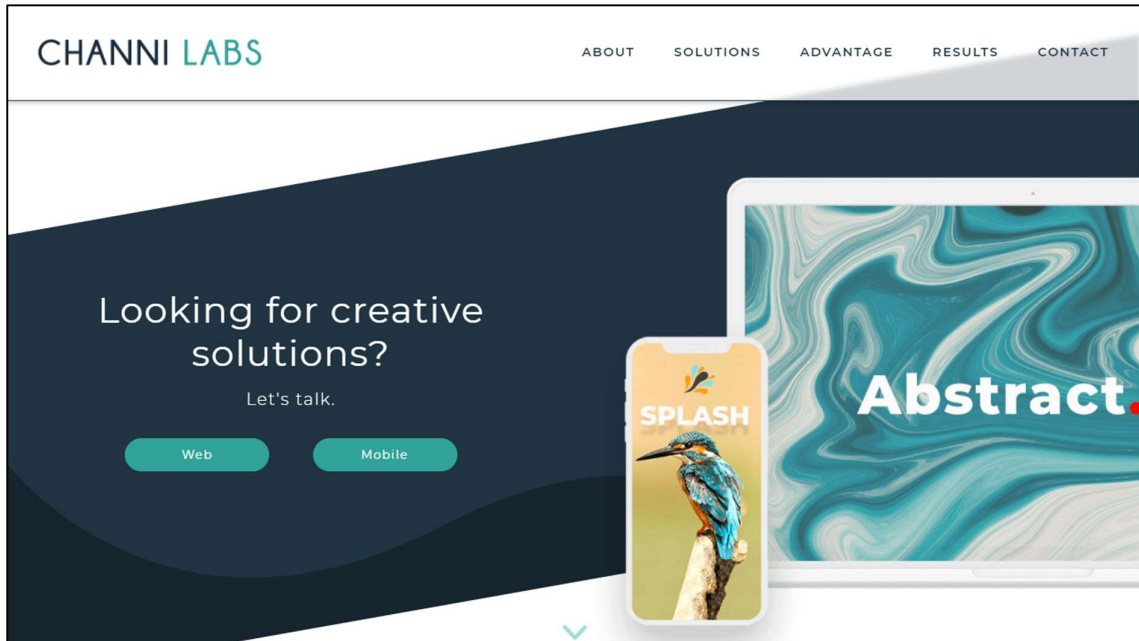 CHANNI LABS
ABOUT SOLUTIONS ADVANTAGE RESULTS CONTACT
Looking for creative
solutions?
Let's talk.
Web Mobile
SPLASH
Abstract.